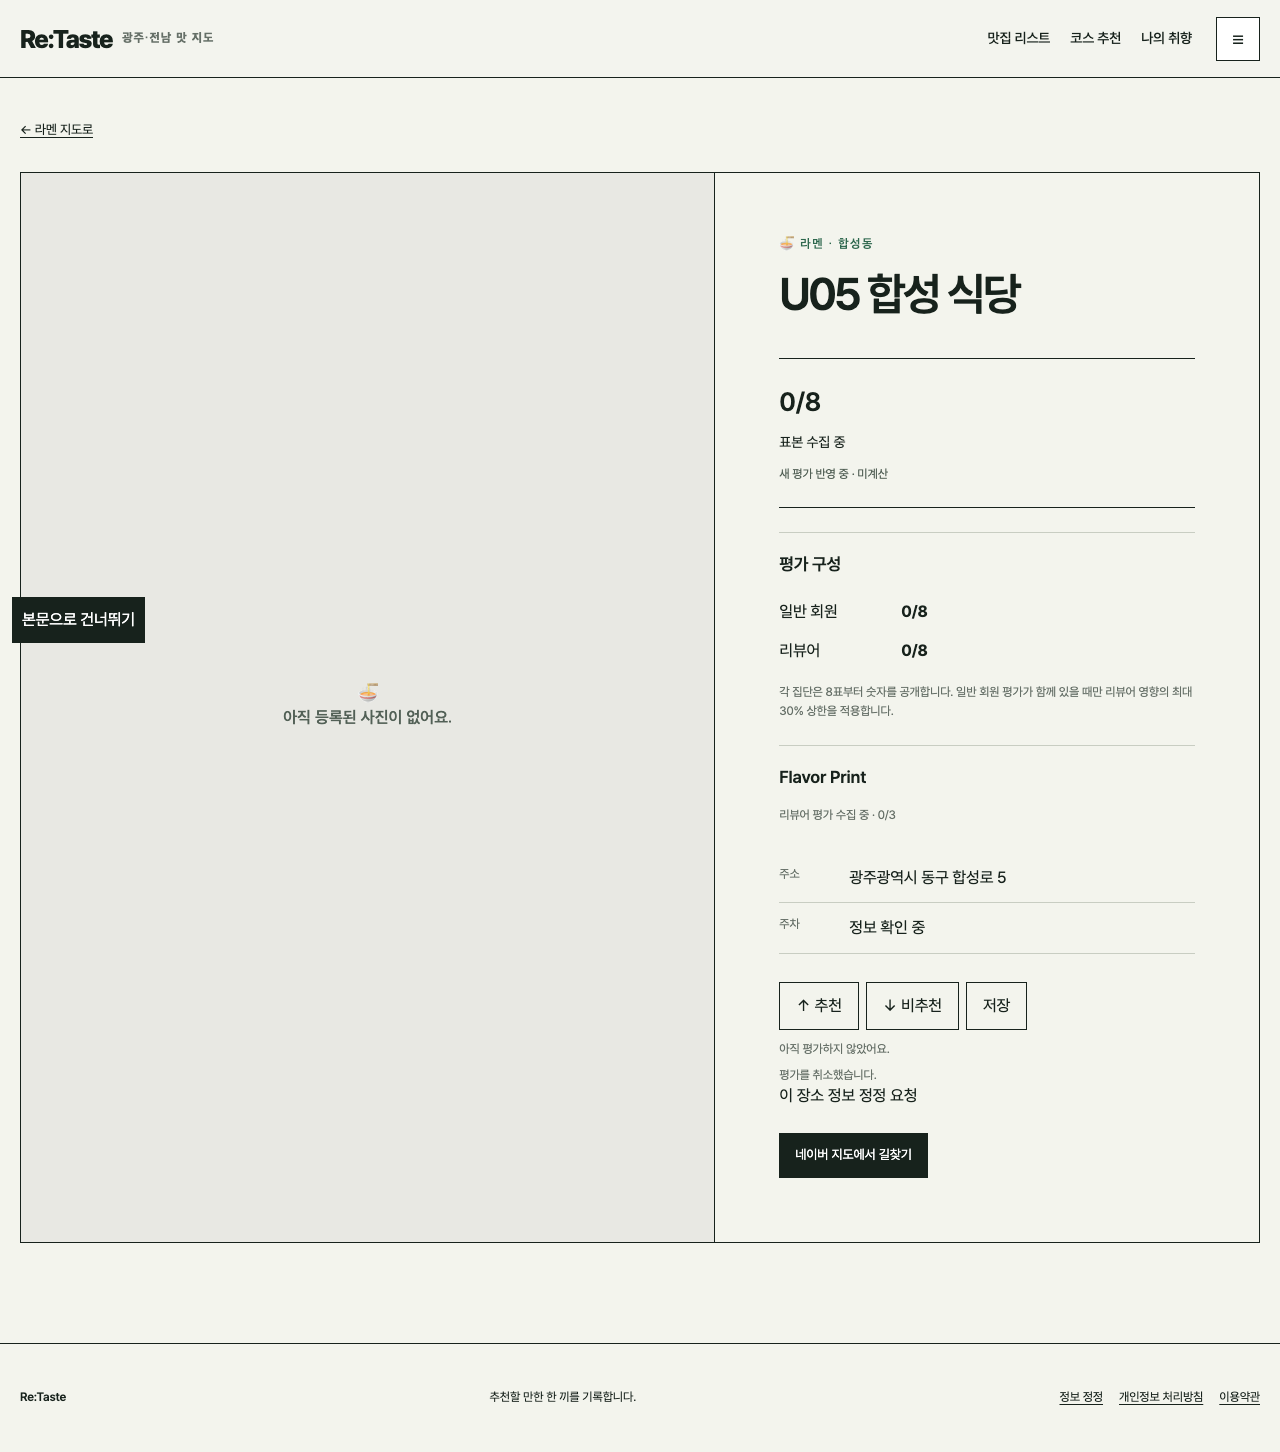 Re:Taste 광주·전남 맛 지도
맛집 리스트 코스 추천 나의 취향 ≡
← 라멘 지도로
본문으로 건너뛰기
아직 등록된 사진이 없어요.
라멘 · 합성동
U05 합성 식당
0/8
표본 수집 중
새 평가 반영 중 · 미계산
평가 구성
일반 회원 0/8
리뷰어 0/8
각 집단은 8표부터 숫자를 공개합니다. 일반 회원 평가가 함께 있을 때만 리뷰어 영향의 최대
30% 상한을 적용합니다.
Flavor Print
리뷰어 평가 수집 중 · 0/3
주소 광주광역시 동구 합성로 5
주차 정보 확인 중
↑ 추천 ↓ 비추천 저장
아직 평가하지 않았어요.
평가를 취소했습니다.
이 장소 정보 정정 요청
네이버 지도에서 길찾기
Re:Taste 추천할 만한 한 끼를 기록합니다. 정보 정정 개인정보 처리방침 이용약관